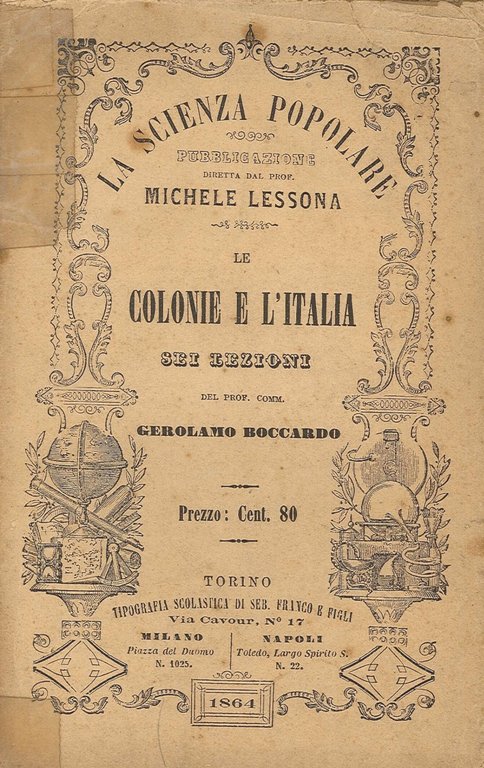 LA SCIENZA POPOLARE
PUBBLICAZIONE
DIRETTA DAL PROF.
MICHELE LESSONA
LE
COLONIE E L'ITALIA
SEI LEZIONI
DEL PROF. COMM.
GEROLAMO BOCCARDO
Prezzo: Cent. 80
TORINO
TIPOGRAFIA SCOLASTICA DI SEB. FRANCO E FIGLI
Via Cavour, N° 17
MILANO
Piazza del Duomo
N. 1025.
NAPOLI
Toledo, Largo Spirito S.
N. 22.
1864